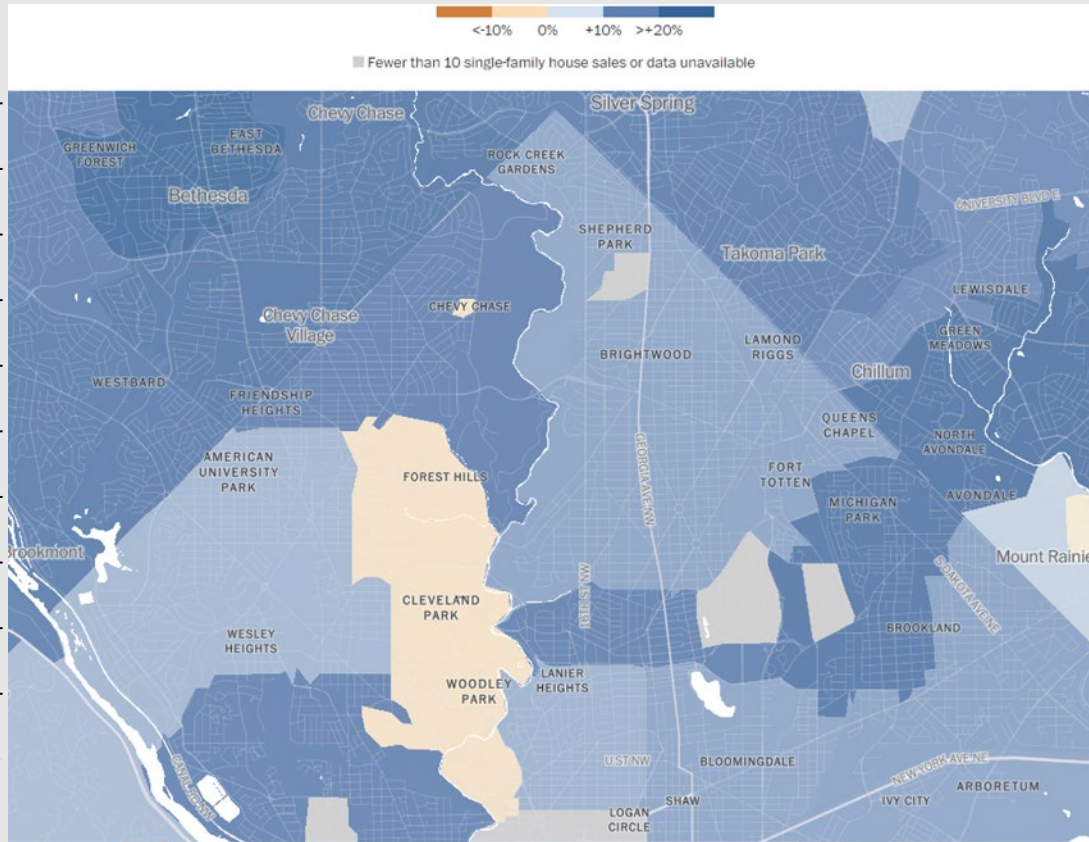 <-10% 0% +10% >+20%
Fewer than 10 single-family house sales or data unavailable
Chevy Chase
Silver Spring
GREENWICH
FOREST
EAST
BETHESDA
ROCK CREEK
GARDENS
Bethesda
UNIVERSITY BLVD E
SHEPHERD
PARK
Takoma Park
LEWISDALE
CHEVY CHASE
Chevy Chase
Village
GREEN
MEADOWS
BRIGHTWOOD
LAMOND
RIGGS
Chillum
WESTBARD
FRIENDSHIP
HEIGHTS
QUEENS
CHAPEL
NORTH
AVONDALE
AMERICAN
UNIVERSITY
PARK
FOREST HILLS
GEORGIA AVE NW
FORT
TOTTEN
MICHIGAN
PARK
AVONDALE
Brookmont
Mount Rainie
S DAKOTA AVE NE
16TH ST NW
CLEVELAND
PARK
WESLEY
HEIGHTS
BROOKLAND
WOODLEY
PARK
LANIER
HEIGHTS
CANAL RD NW
U ST NW
BLOOMINGDALE
NEW YORK AVE NE
ARBORETUM
IVY CITY
SHAW
LOGAN
CIRCLE